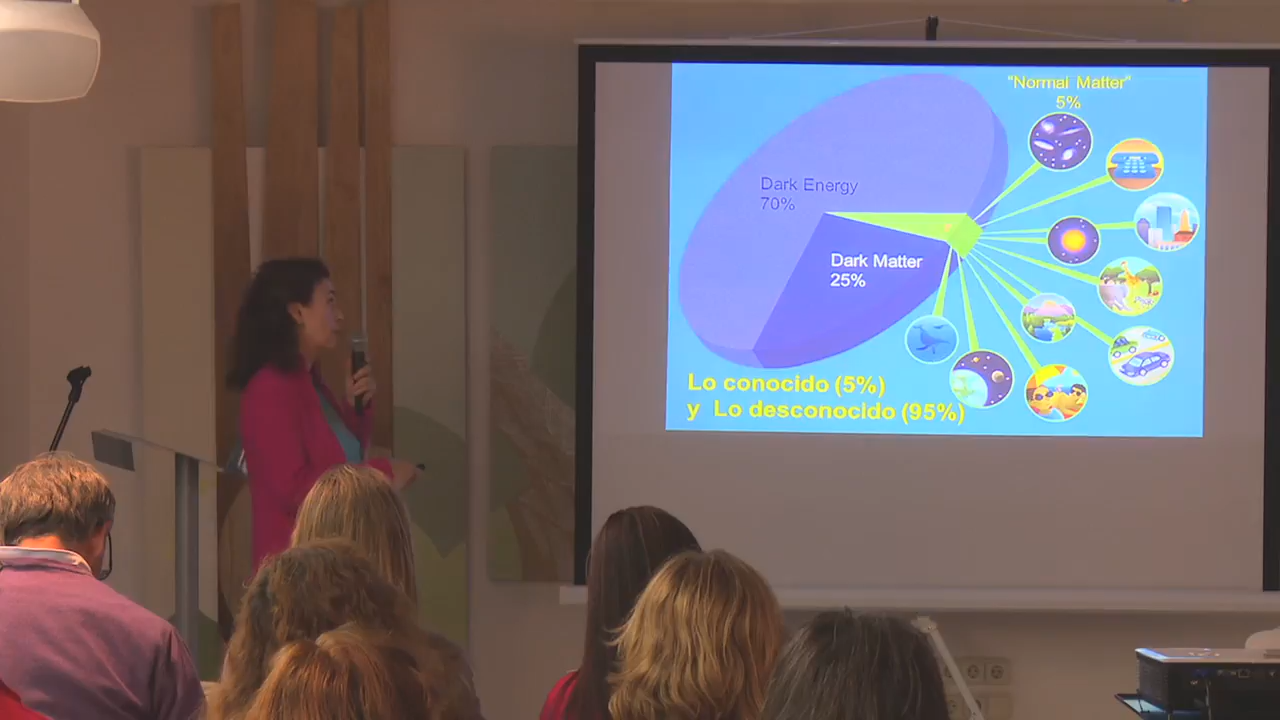 "Normal Matter"
5%
Dark Energy
70%
Dark Matter
25%
Lo conocido (5%)
y Lo desconocido (95%)